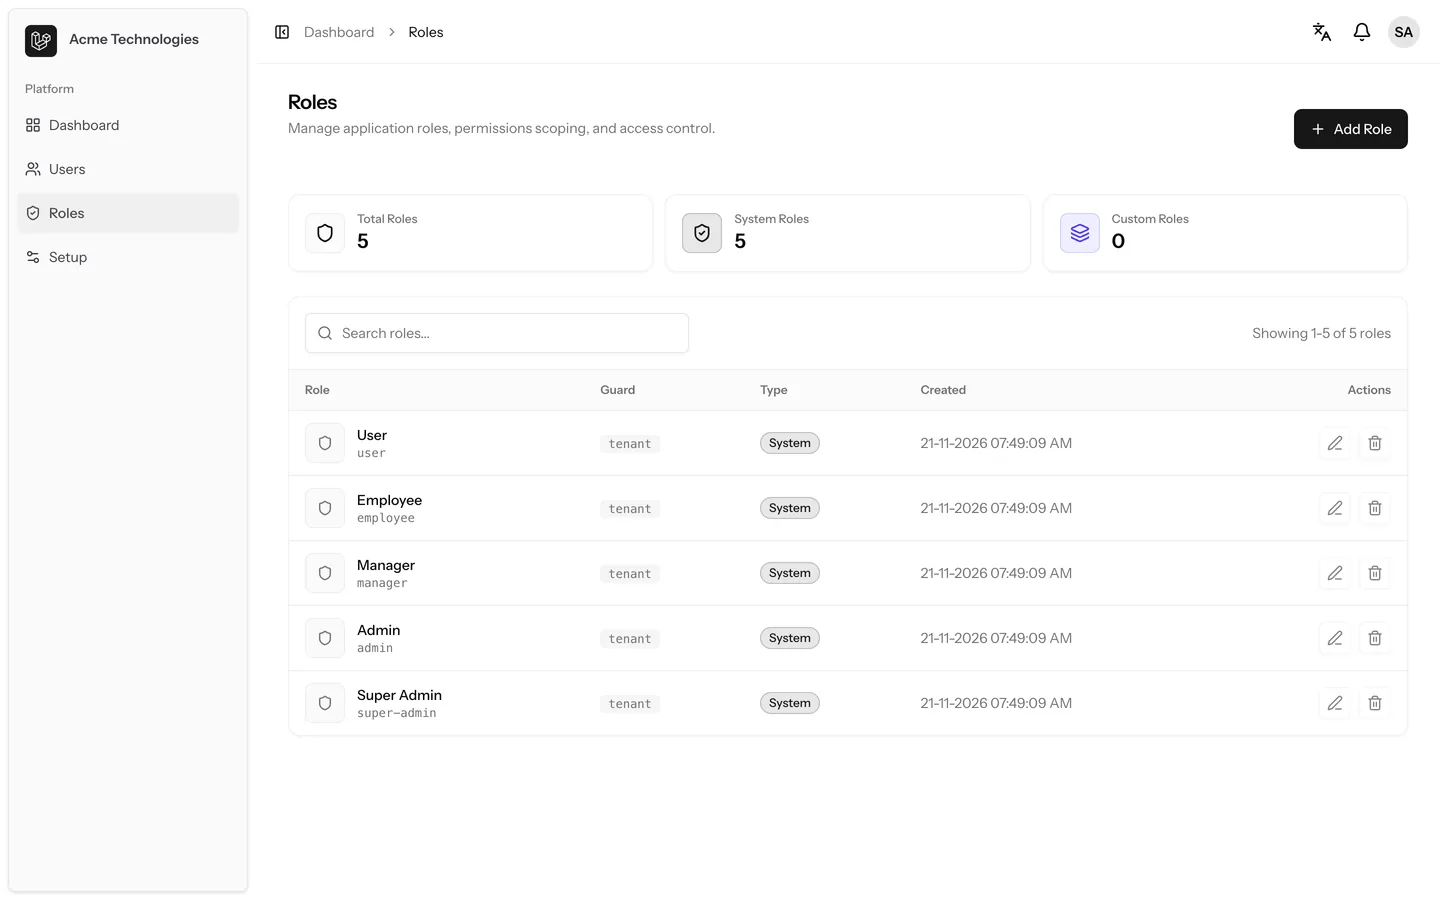 Acme Technologies
Platform
Dashboard
Users
Roles
Setup
Dashboard > Roles
SA
Roles
Manage application roles, permissions scoping, and access control.
+ Add Role
Total Roles
5
System Roles
5
Custom Roles
0
Search roles...
Showing 1-5 of 5 roles
Role Guard Type Created Actions
User
user
tenant System 21-11-2026 07:49:09 AM
Employee
employee
tenant System 21-11-2026 07:49:09 AM
Manager
manager
tenant System 21-11-2026 07:49:09 AM
Admin
admin
tenant System 21-11-2026 07:49:09 AM
Super Admin
super-admin
tenant System 21-11-2026 07:49:09 AM